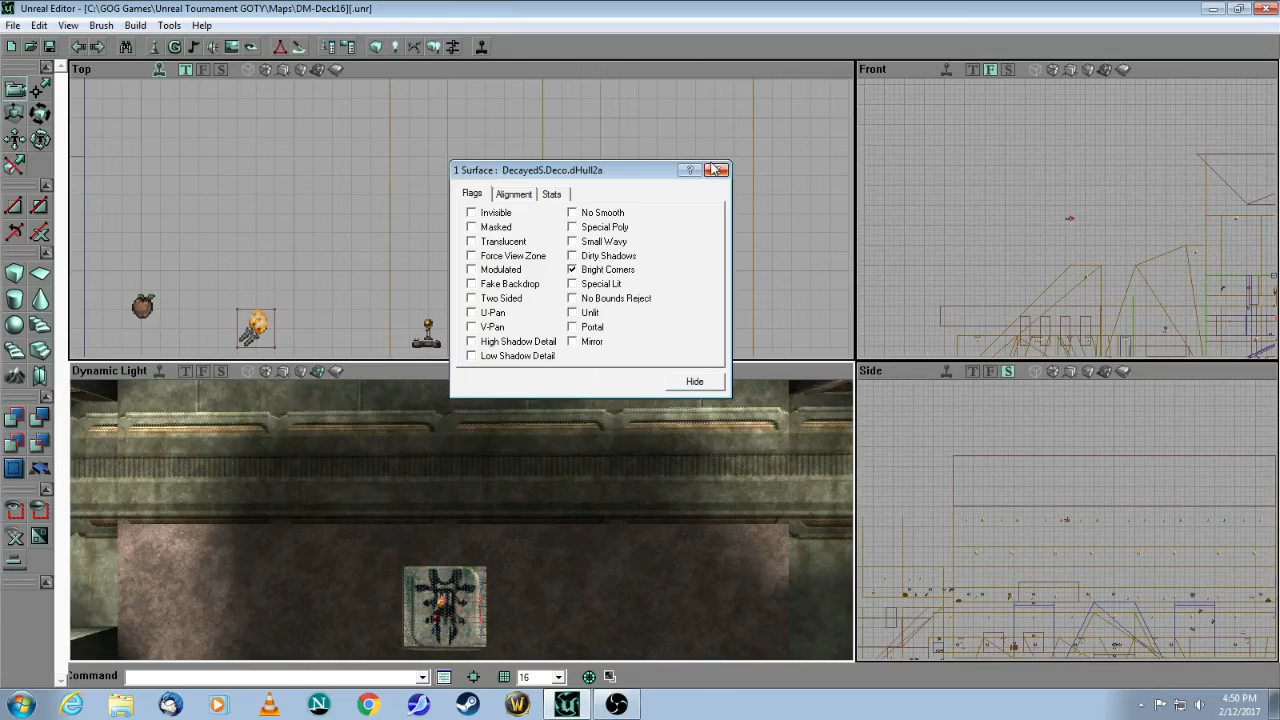 Unreal Editor - [C:\GOG Games\Unreal Tournament GOTY\Maps\DM-Deck16][.unr]
File Edit View Brush Build Tools Help
Top T F S
Front T F S
1 Surface : DecayedS.Deco.dHull2a
Flags Alignment Stats
Invisible No Smooth
Masked Special Poly
Translucent Small Wavy
Force View Zone Dirty Shadows
Modulated Bright Corners
Fake Backdrop Special Lit
Two Sided No Bounds Reject
U-Pan Unlit
V-Pan Portal
High Shadow Detail Mirror
Low Shadow Detail
Hide
Dynamic Light T F S
Side T F S
Command 16
4:50 PM
2/12/2017